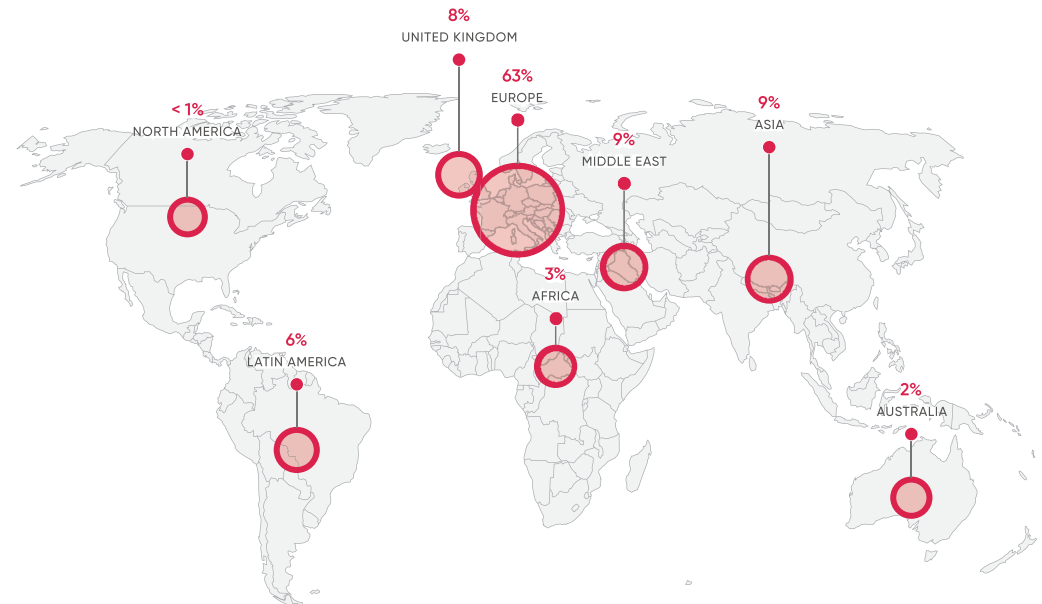 8%
UNITED KINGDOM
63%
EUROPE
< 1%
NORTH AMERICA
9%
ASIA
9%
MIDDLE EAST
3%
AFRICA
6%
LATIN AMERICA
2%
AUSTRALIA